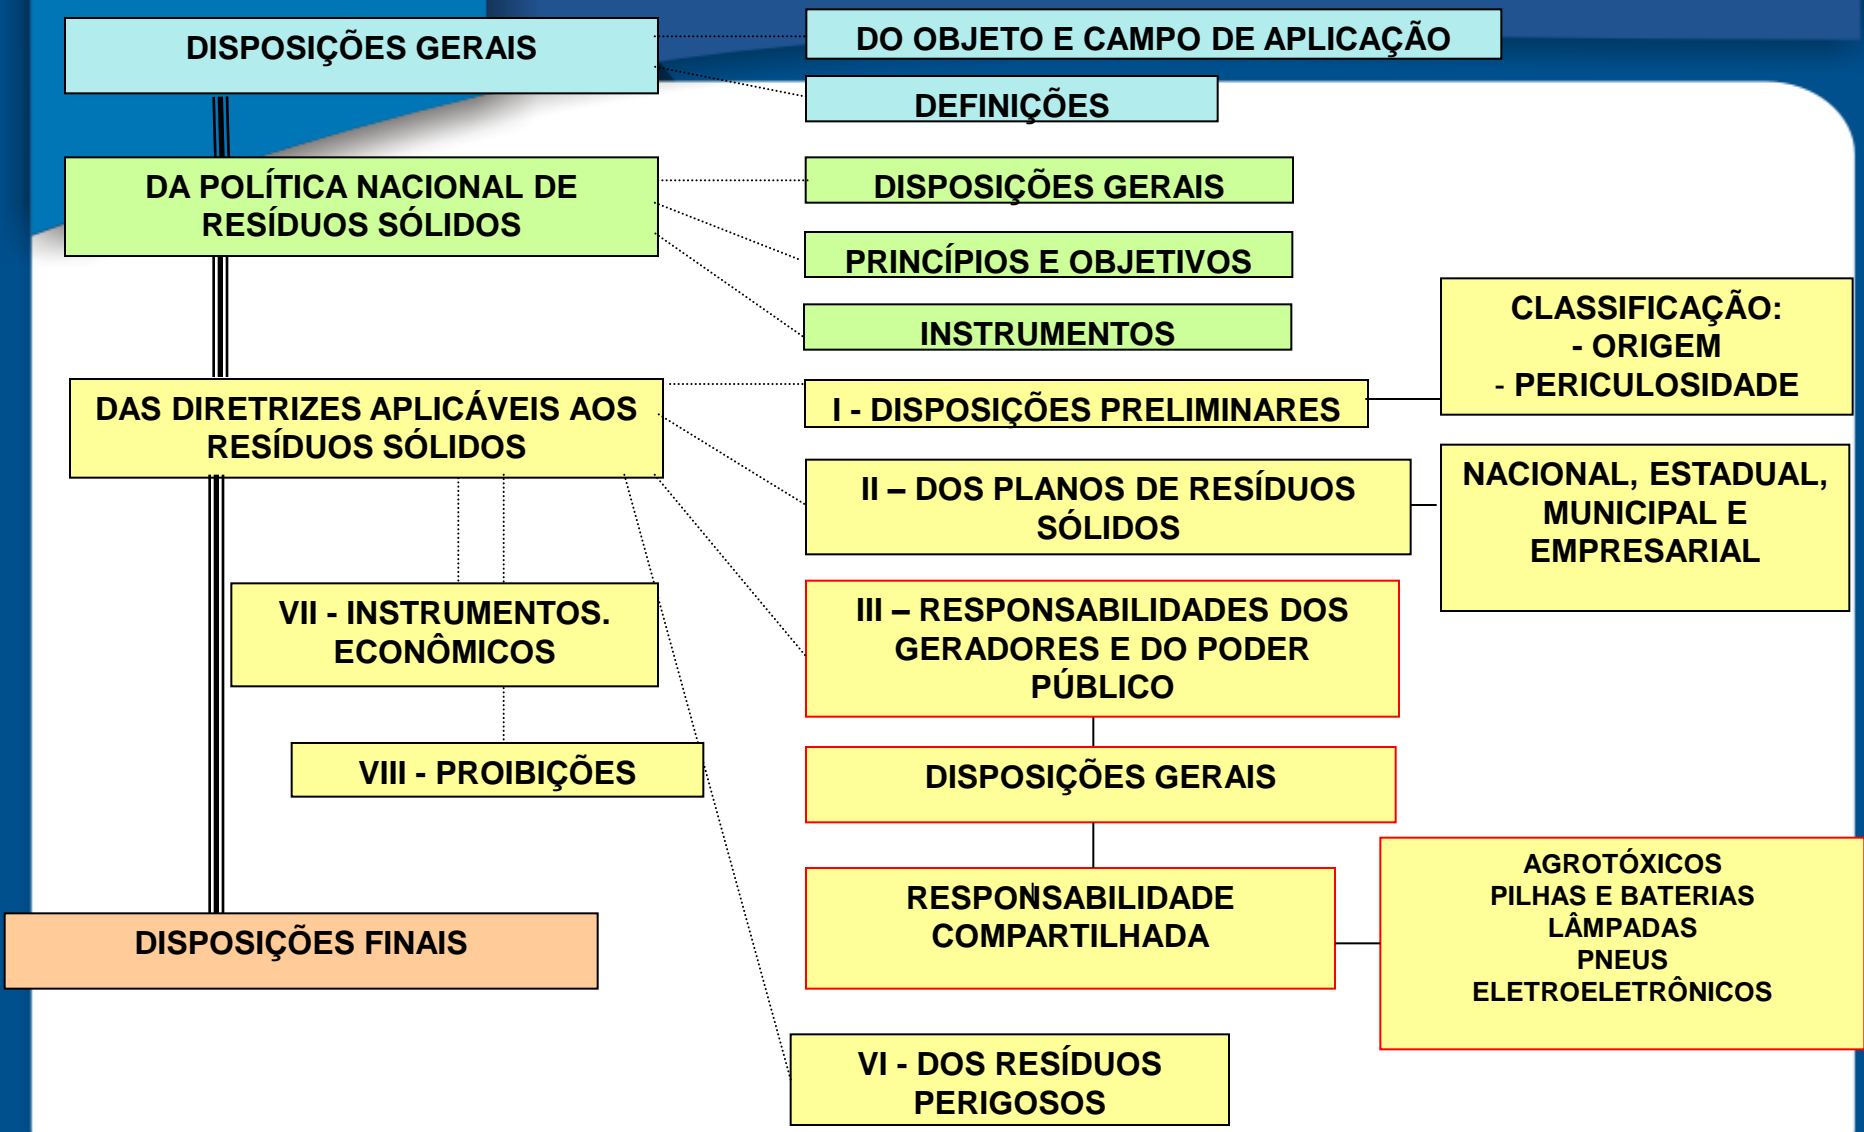 DISPOSIÇÕES GERAIS
DO OBJETO E CAMPO DE APLICAÇÃO
DEFINIÇÕES
DA POLÍTICA NACIONAL DE
RESÍDUOS SÓLIDOS
DISPOSIÇÕES GERAIS
PRINCÍPIOS E OBJETIVOS
INSTRUMENTOS
DAS DIRETRIZES APLICÁVEIS AOS
RESÍDUOS SÓLIDOS
I - DISPOSIÇÕES PRELIMINARES
CLASSIFICAÇÃO:
- ORIGEM
- PERICULOSIDADE
II – DOS PLANOS DE RESÍDUOS
SÓLIDOS
NACIONAL, ESTADUAL,
MUNICIPAL E
EMPRESARIAL
VII - INSTRUMENTOS.
ECONÔMICOS
III – RESPONSABILIDADES DOS
GERADORES E DO PODER
PÚBLICO
VIII - PROIBIÇÕES
DISPOSIÇÕES GERAIS
RESPONSABILIDADE
COMPARTILHADA
AGROTÓXICOS
PILHAS E BATERIAS
LÂMPADAS
PNEUS
ELETROELETRÔNICOS
DISPOSIÇÕES FINAIS
VI - DOS RESÍDUOS
PERIGOSOS